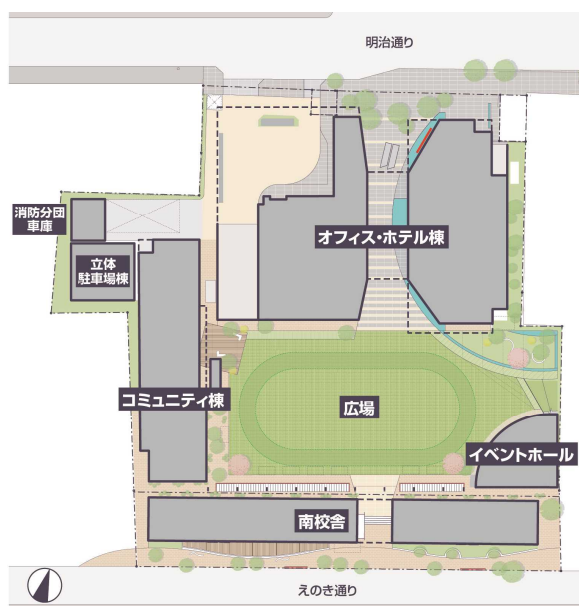 明治通り
消防分団
車庫
立体
駐車場棟
オフィス・ホテル棟
コミュニティ棟
広場
イベントホール
南校舎
えのき通り